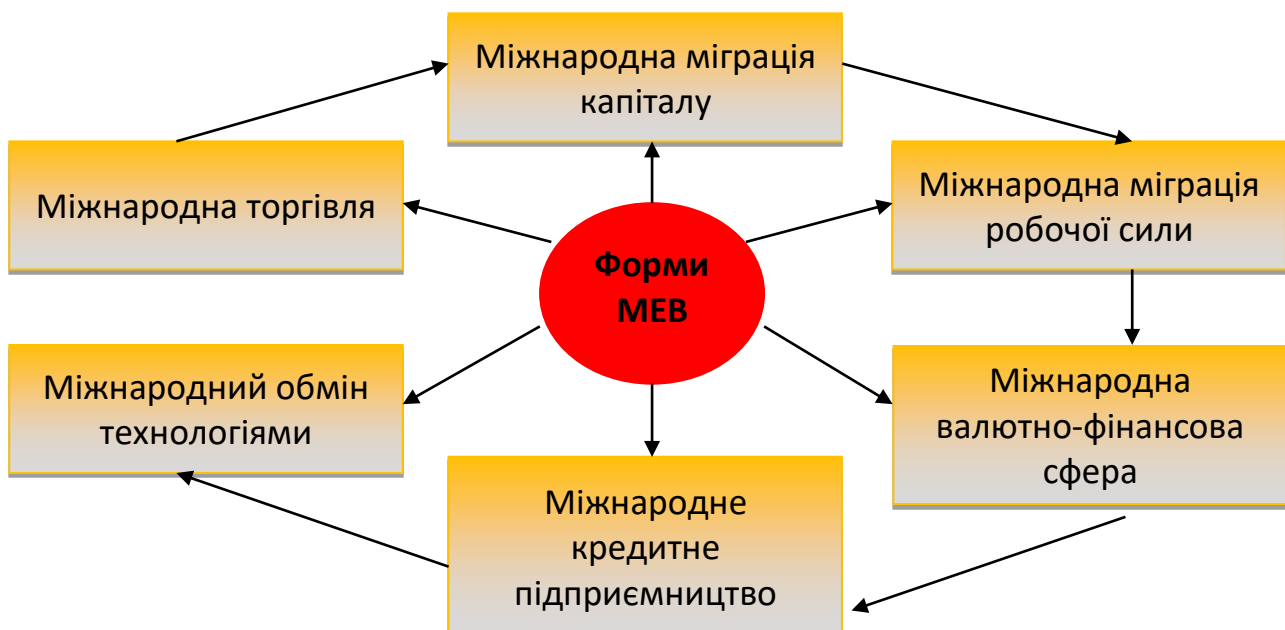 Міжнародна міграція
капіталу
Міжнародна торгівля
Міжнародна міграція
робочої сили
Форми
МЕВ
Міжнародний обмін
технологіями
Міжнародна
валютно-фінансова
сфера
Міжнародне
кредитне
підприємництво